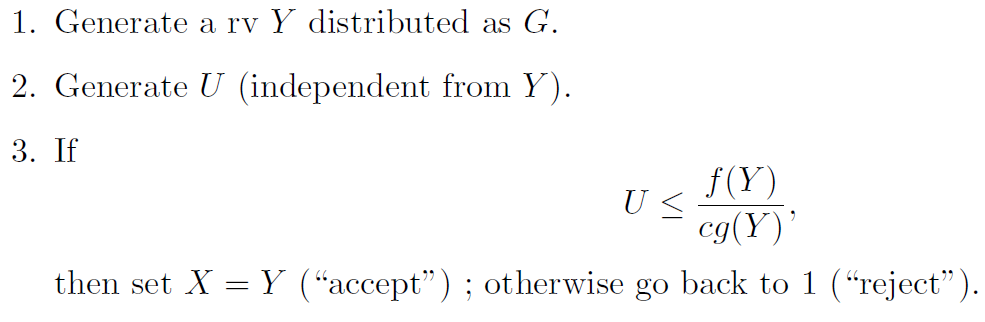 1. Generate a rv Y distributed as G.
2. Generate U (independent from Y).
3. If
U ≤ f(Y) / cg(Y),
then set X = Y (“accept”) ; otherwise go back to 1 (“reject”).